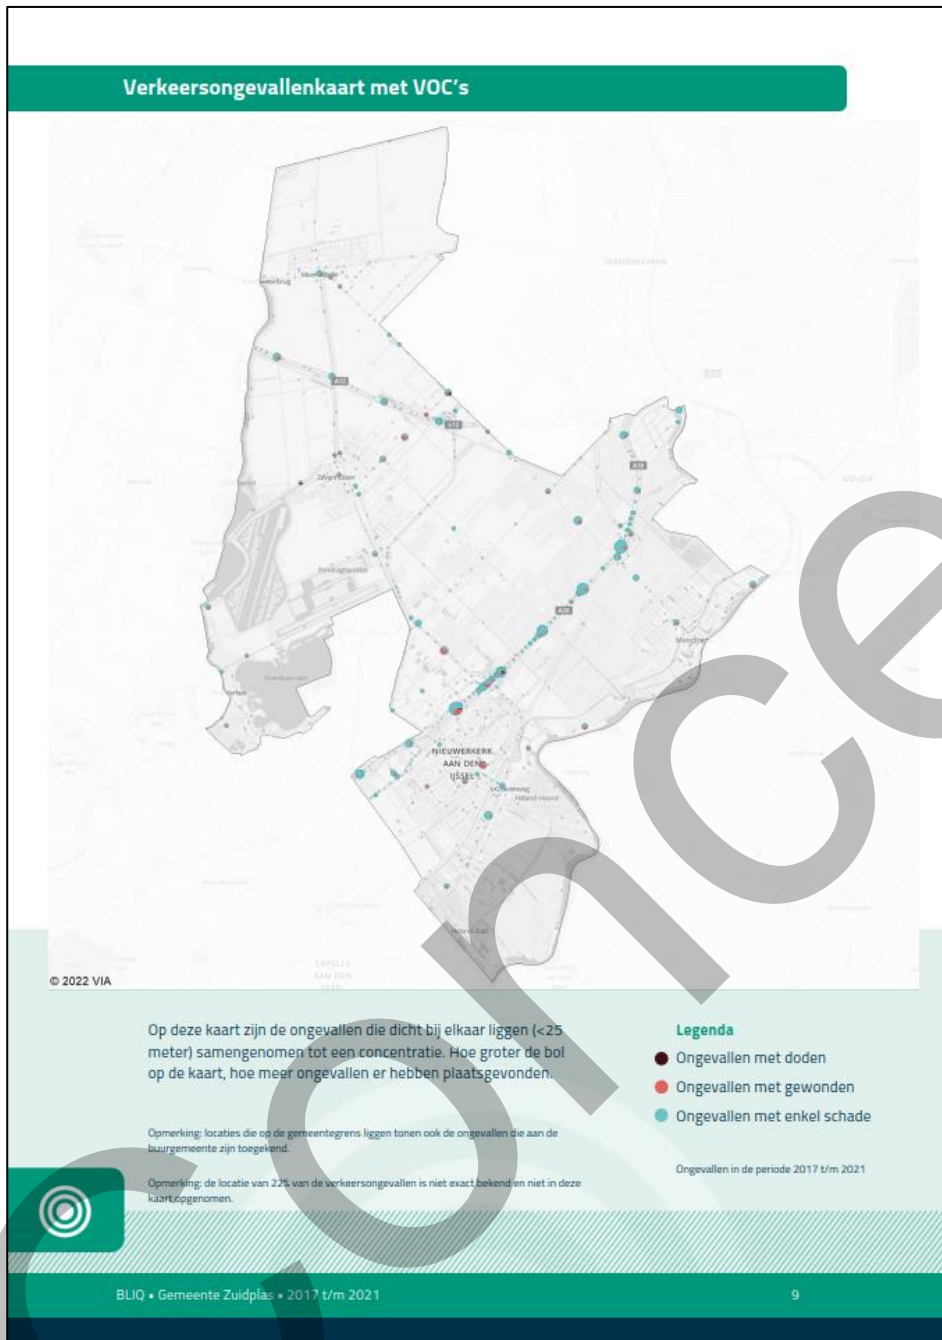 Verkeersongevallenkaart met VOC's
WADDINXVEEN
A12
A12
GOUDA
A20
NIEUWERKERK
AAN DEN
IJSSEL
CAPELLE
AAN DEN
© 2022 VIA
Op deze kaart zijn de ongevallen die dicht bij elkaar liggen (<25
meter) samengenomen tot een concentratie. Hoe groter de bol
op de kaart, hoe meer ongevallen er hebben plaatsgevonden.
Opmerking: locaties die op de gemeentegrens liggen tonen ook de ongevallen die aan de
buurgemeente zijn toegekend.
Opmerking: de locatie van 22% van de verkeersongevallen is niet exact bekend en niet in deze
kaart opgenomen.
Legenda
Ongevallen met doden
Ongevallen met gewonden
Ongevallen met enkel schade
Ongevallen in de periode 2017 t/m 2021
BLIQ • Gemeente Zuidplas • 2017 t/m 2021
9